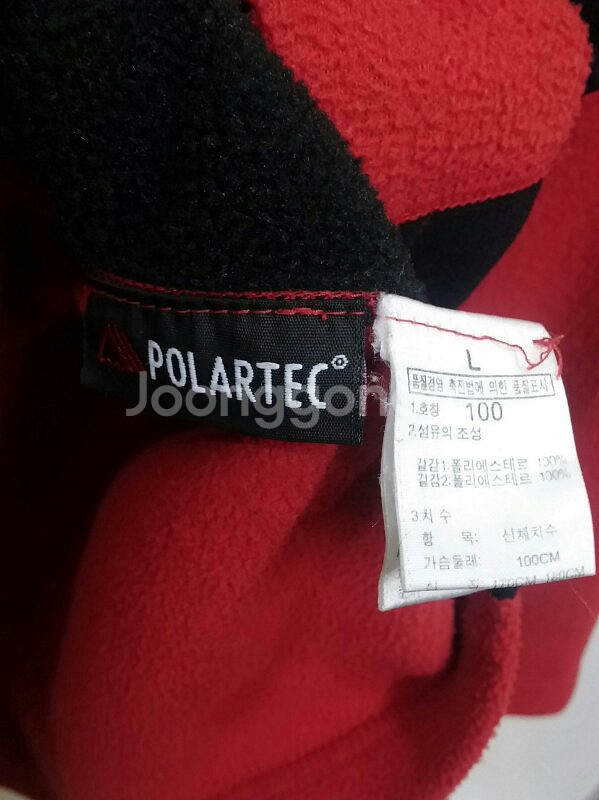 POLARTEC®
Joonggon
L
품질경영 촉진법에 의한 품질표시
1.호칭 100
2.섬유의 조성
겉감1:폴리에스테르 100%
겉감2:폴리에스테르 100%
3.치수
항 목: 신체치수
가슴둘레: 100CM